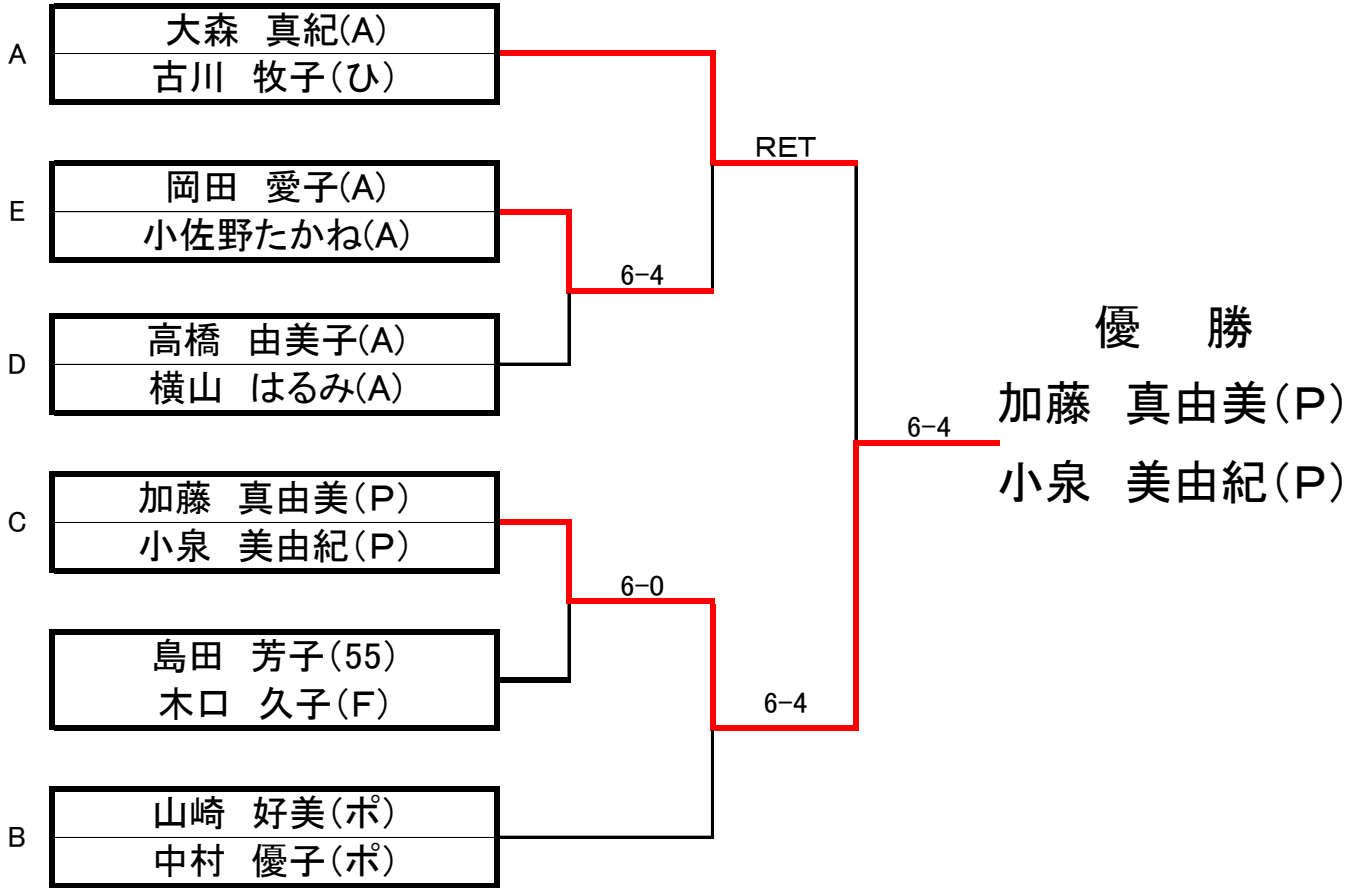 A
大森　真紀(A)
古川　牧子(ひ)
RET
E
岡田　愛子(A)
小佐野たかね(A)
6-4
D
高橋　由美子(A)
横山　はるみ(A)
優　勝
加藤　真由美(P)
小泉　美由紀(P)
6-4
C
加藤　真由美(P)
小泉　美由紀(P)
6-0
島田　芳子(55)
木口　久子(F)
6-4
B
山崎　好美(ポ)
中村　優子(ポ)